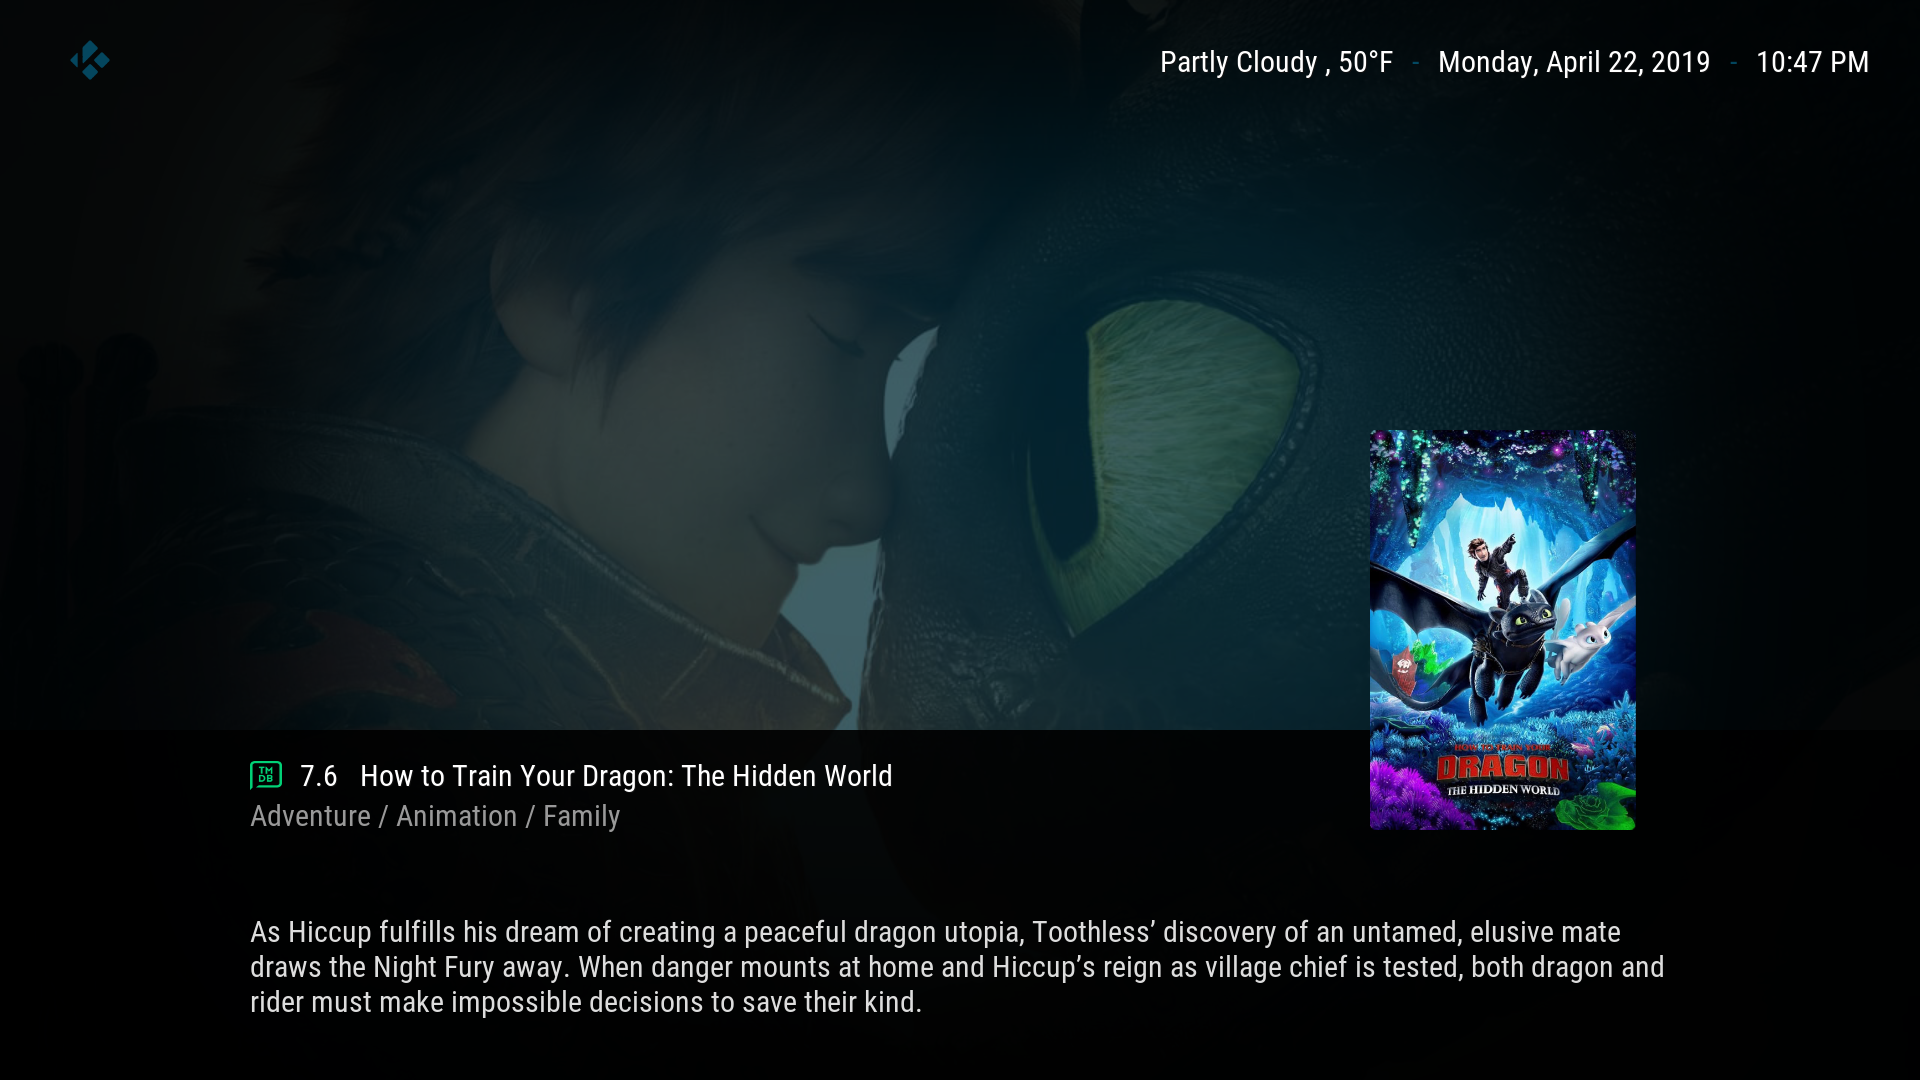 Partly Cloudy , 50°F - Monday, April 22, 2019 - 10:47 PM
TM
DB
7.6 How to Train Your Dragon: The Hidden World
Adventure / Animation / Family
HOW TO TRAIN YOUR
DRAGON
THE HIDDEN WORLD
As Hiccup fulfills his dream of creating a peaceful dragon utopia, Toothless’ discovery of an untamed, elusive mate
draws the Night Fury away. When danger mounts at home and Hiccup’s reign as village chief is tested, both dragon and
rider must make impossible decisions to save their kind.